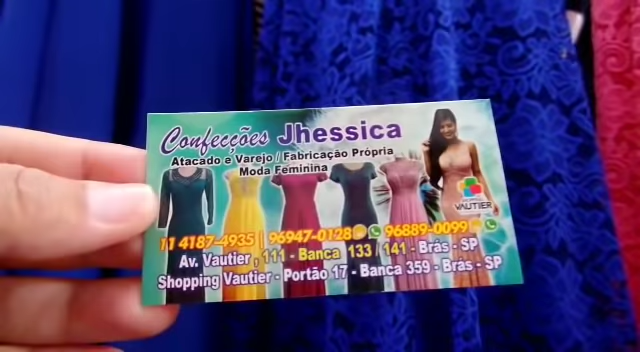 Confecções Jhessica
Atacado e Varejo / Fabricação Própria
Moda Feminina
VAUTIER
11 4187-4935 | 96947-0128 96889-0099
Av. Vautier , 111 - Banca 133 / 141 - Brás - SP
Shopping Vautier - Portão 17 - Banca 359 - Bras - SP